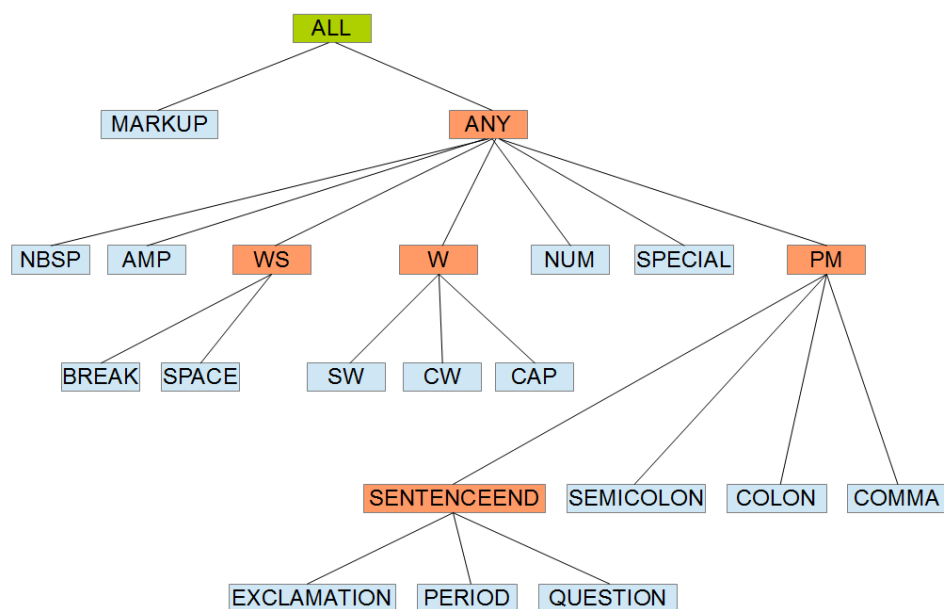 ALL
MARKUP ANY
NBSP AMP WS W NUM SPECIAL PM
BREAK SPACE SW CW CAP
SENTENCEEND SEMICOLON COLON COMMA
EXCLAMATION PERIOD QUESTION